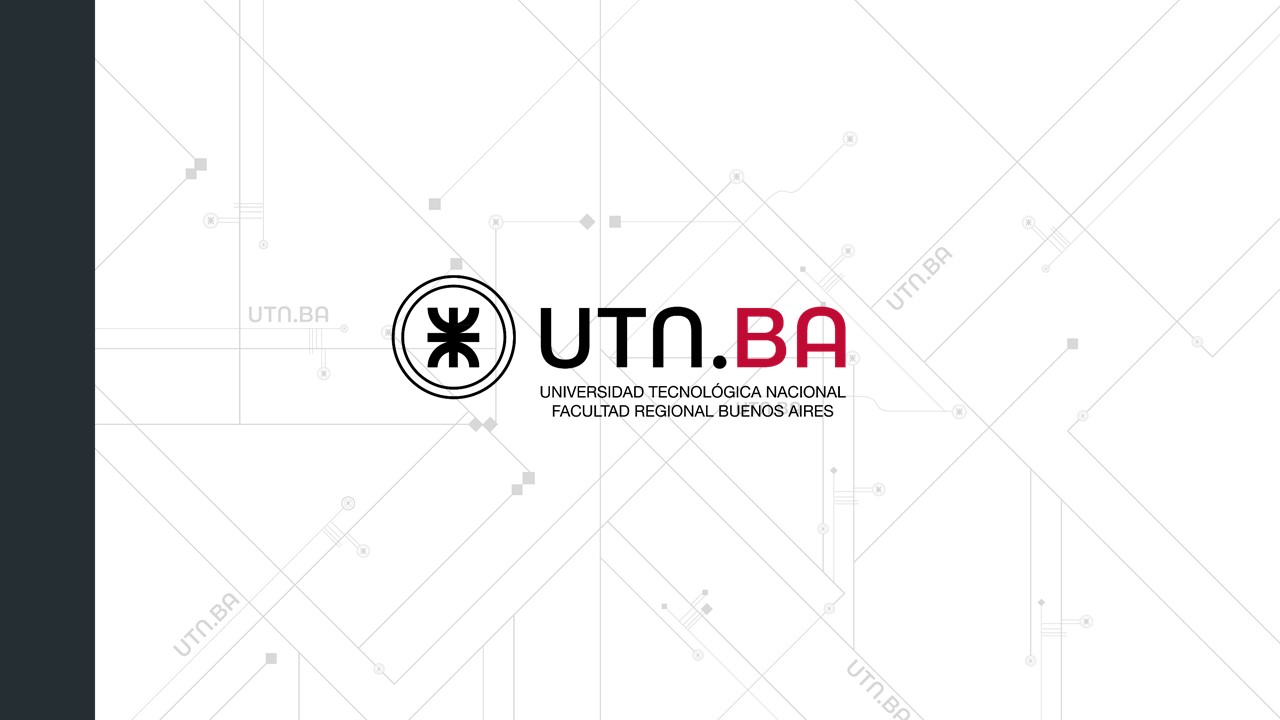 UTN.BA
UTN.BA
UTN.BA
UNIVERSIDAD TECNOLÓGICA NACIONAL
FACULTAD REGIONAL BUENOS AIRES
UTN.BA
UTN.BA